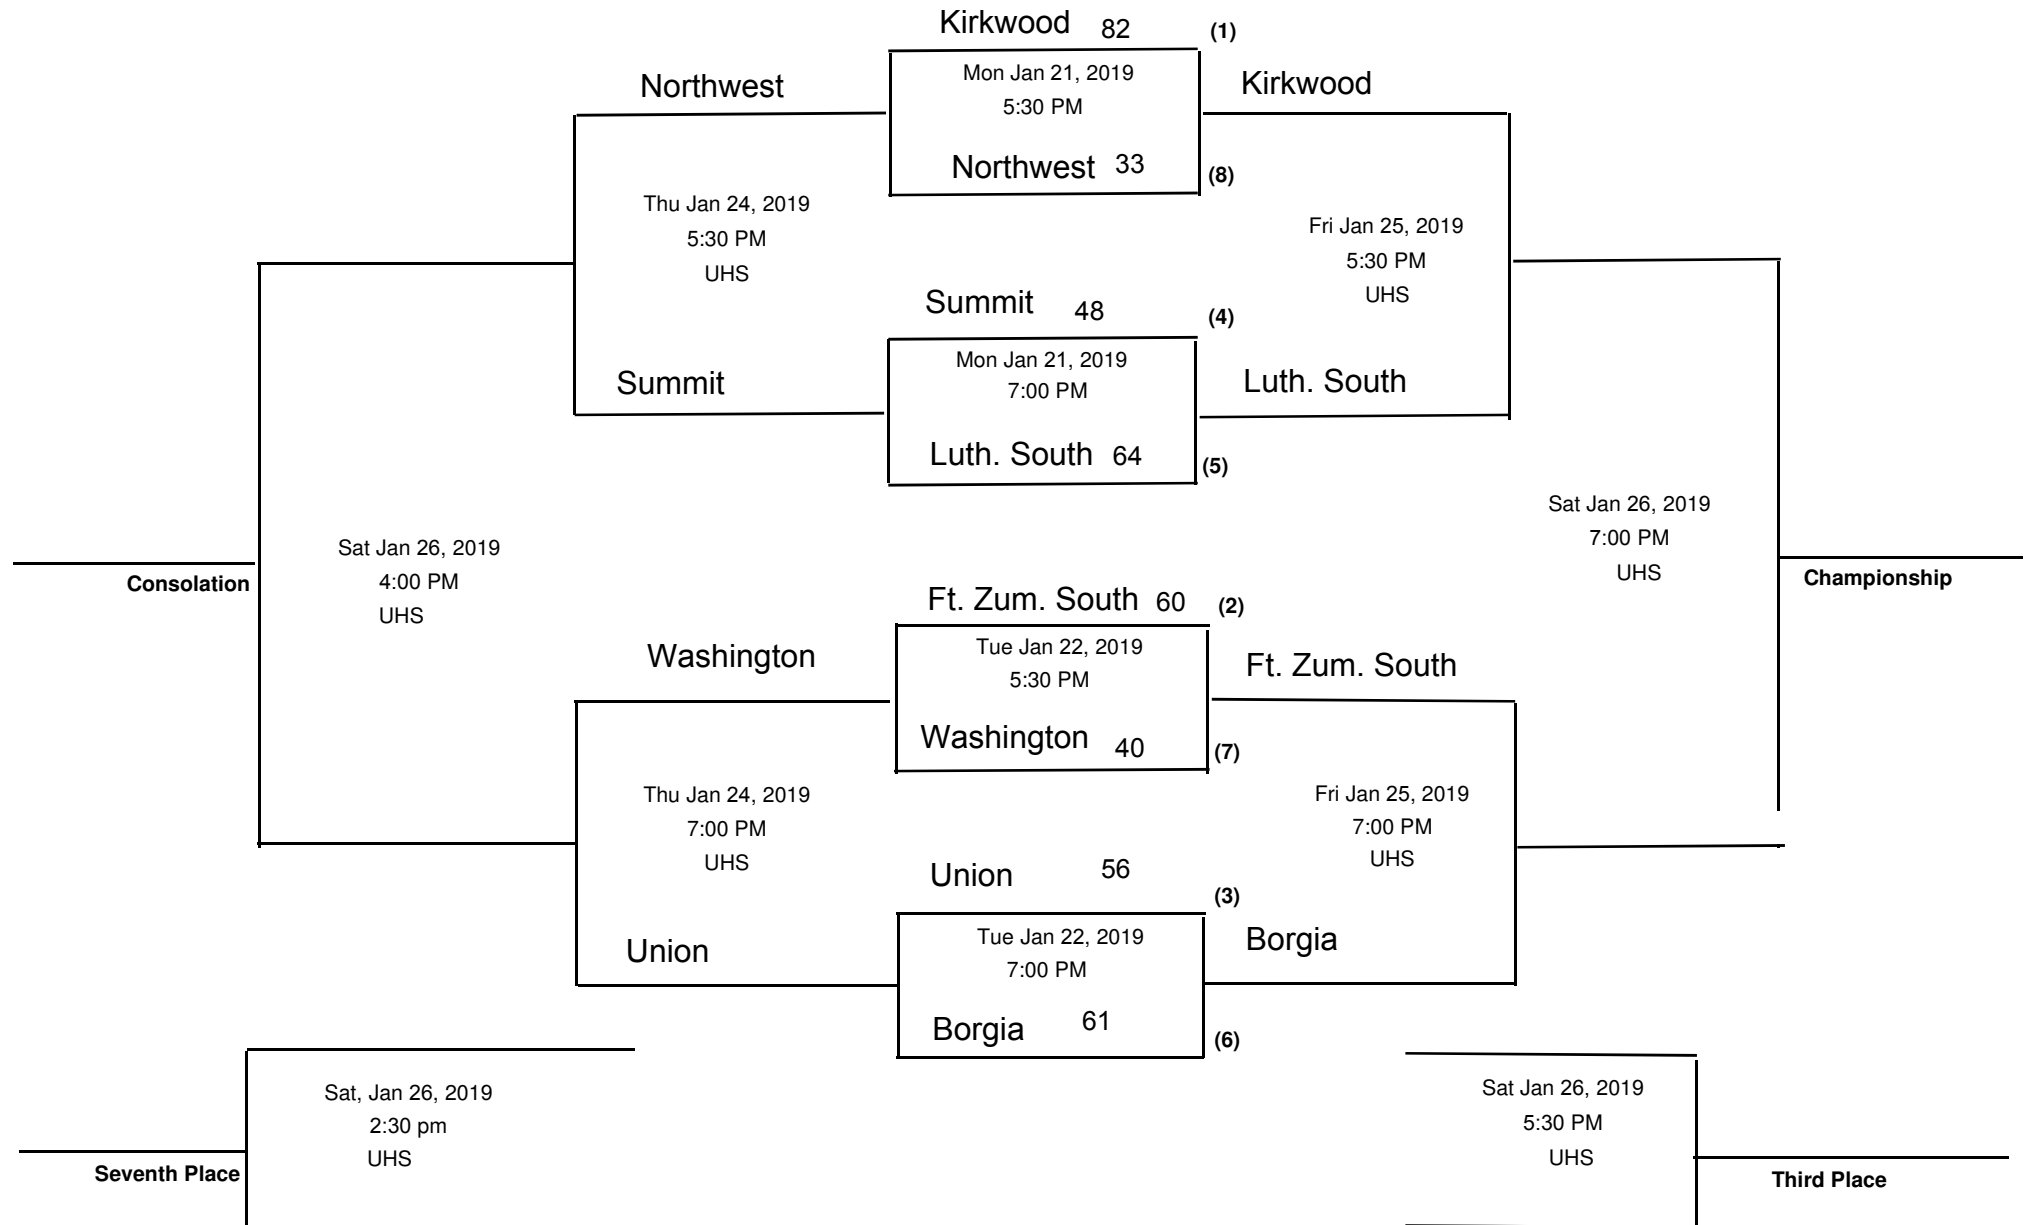 Kirkwood 82 (1)
Northwest
Mon Jan 21, 2019
5:30 PM
Kirkwood
Northwest 33 (8)
Thu Jan 24, 2019
5:30 PM
UHS
Fri Jan 25, 2019
5:30 PM
UHS
Summit 48 (4)
Mon Jan 21, 2019
7:00 PM
Summit
Luth. South
Luth. South 64 (5)
Sat Jan 26, 2019
7:00 PM
UHS
Championship
Sat Jan 26, 2019
4:00 PM
UHS
Consolation
Ft. Zum. South 60 (2)
Washington
Tue Jan 22, 2019
5:30 PM
Ft. Zum. South
Washington 40 (7)
Thu Jan 24, 2019
7:00 PM
UHS
Fri Jan 25, 2019
7:00 PM
UHS
Union 56 (3)
Union
Tue Jan 22, 2019
7:00 PM
Borgia
Borgia 61 (6)
Sat, Jan 26, 2019
2:30 pm
UHS
Seventh Place
Sat Jan 26, 2019
5:30 PM
UHS
Third Place